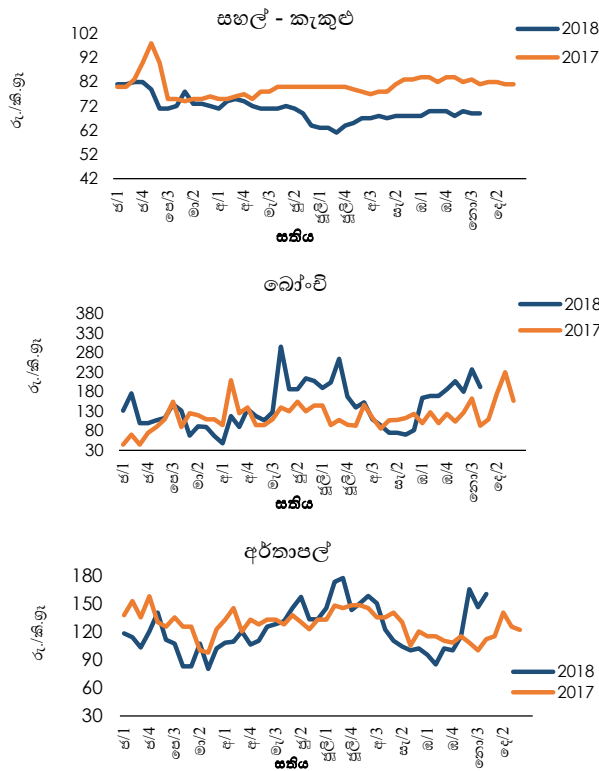 සහල් - කැකුළු
2018
2017
රු./කි.ග්‍රෑ
102
92
82
72
62
52
42
ජ/1
ජ/4
පෙ/3
මා/2
අ/1
අ/4
මැ/3
ජූ/2
ජූලි/1
ජූලි/4
අ/3
සැ/2
ඔ/1
ඔ/4
නො/3
දෙ/2
සතිය
බෝංචි
2018
2017
රු./කි.ග්‍රෑ
380
330
280
230
180
130
80
30
ජ/1
ජ/4
පෙ/3
මා/2
අ/1
අ/4
මැ/3
ජූ/2
ජූලි/1
ජූලි/4
අ/3
සැ/2
ඔ/1
ඔ/4
නො/3
දෙ/2
සතිය
අර්තාපල්
රු./කි.ග්‍රෑ
180
150
120
90
60
30
2018
2017
ජ/1
ජ/4
පෙ/3
මා/2
අ/1
අ/4
මැ/3
ජූ/2
ජූලි/1
ජූලි/4
අ/3
සැ/2
ඔ/1
ඔ/4
නො/3
දෙ/2
සතිය